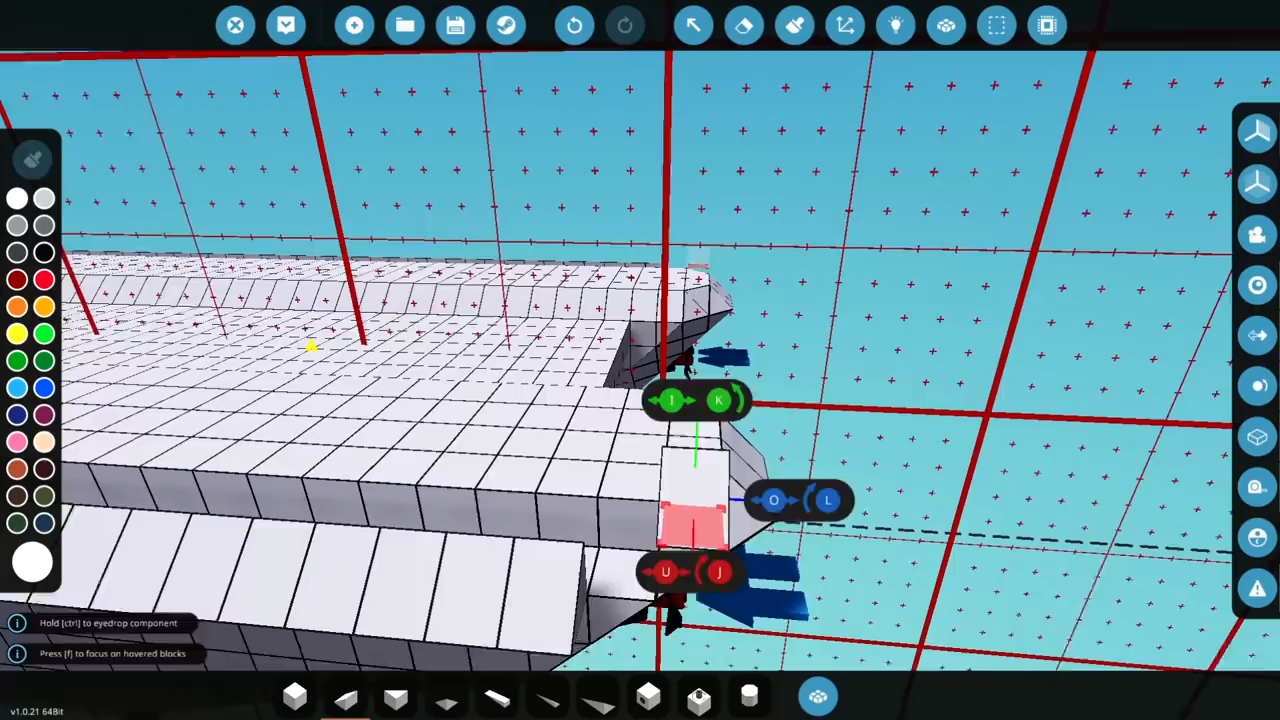 I K
O L
U J
Hold [ctrl] to eyedrop component
Press [f] to focus on hovered blocks
v1.0.21 64Bit